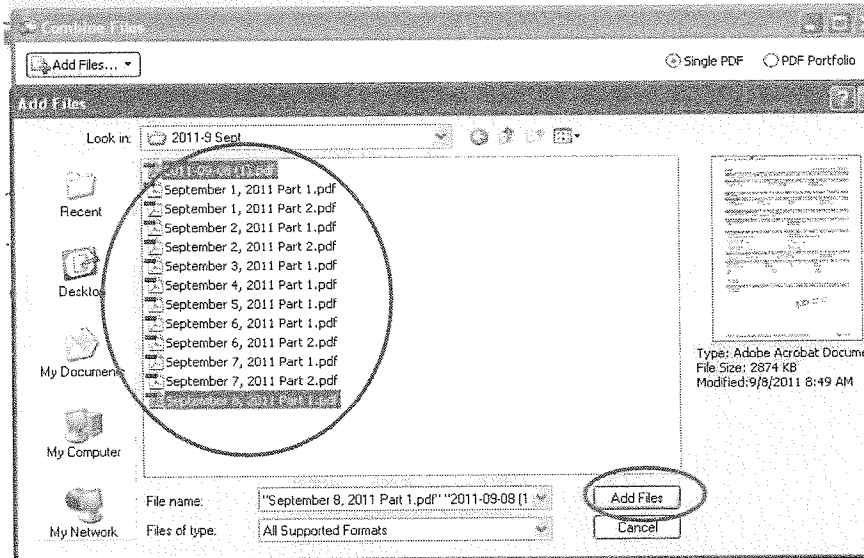 Combine Files
Add Files...
Single PDF
PDF Portfolio
Add Files
Look in:
2011-9 Sept
Recent
Desktop
My Documents
My Computer
My Network
September 1, 2011 Part 1.pdf
September 1, 2011 Part 2.pdf
September 2, 2011 Part 1.pdf
September 2, 2011 Part 2.pdf
September 3, 2011 Part 1.pdf
September 4, 2011 Part 1.pdf
September 5, 2011 Part 1.pdf
September 6, 2011 Part 1.pdf
September 6, 2011 Part 2.pdf
September 7, 2011 Part 1.pdf
September 7, 2011 Part 2.pdf
September 8, 2011 Part 1.pdf
Type: Adobe Acrobat Docume
File Size: 2874 KB
Modified:9/8/2011 8:49 AM
File name:
"September 8, 2011 Part 1.pdf" "2011-09-08 (1
Add Files
Files of type:
All Supported Formats
Cancel